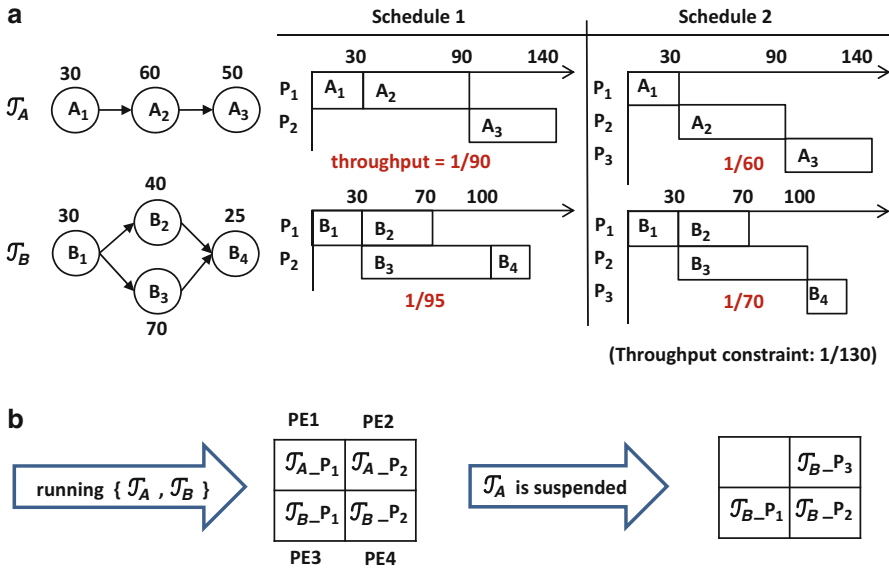 a
Schedule 1
Schedule 2
30 60 50
𝒯A A1 A2 A3
30 90 140
P1 A1 A2
P2 A3
throughput = 1/90
30 90 140
P1 A1
P2 A2
P3 A3
1/60
40
30 25
𝒯B B1 B2 B3 B4
70
30 70 100
P1 B1 B2
P2 B3 B4
1/95
30 70 100
P1 B1 B2
P2 B3
P3 B4
1/70
(Throughput constraint: 1/130)
b
running { 𝒯A , 𝒯B }
PE1 PE2
𝒯A_P1 𝒯A_P2
𝒯B_P1 𝒯B_P2
PE3 PE4
𝒯A is suspended
𝒯B_P3
𝒯B_P1 𝒯B_P2